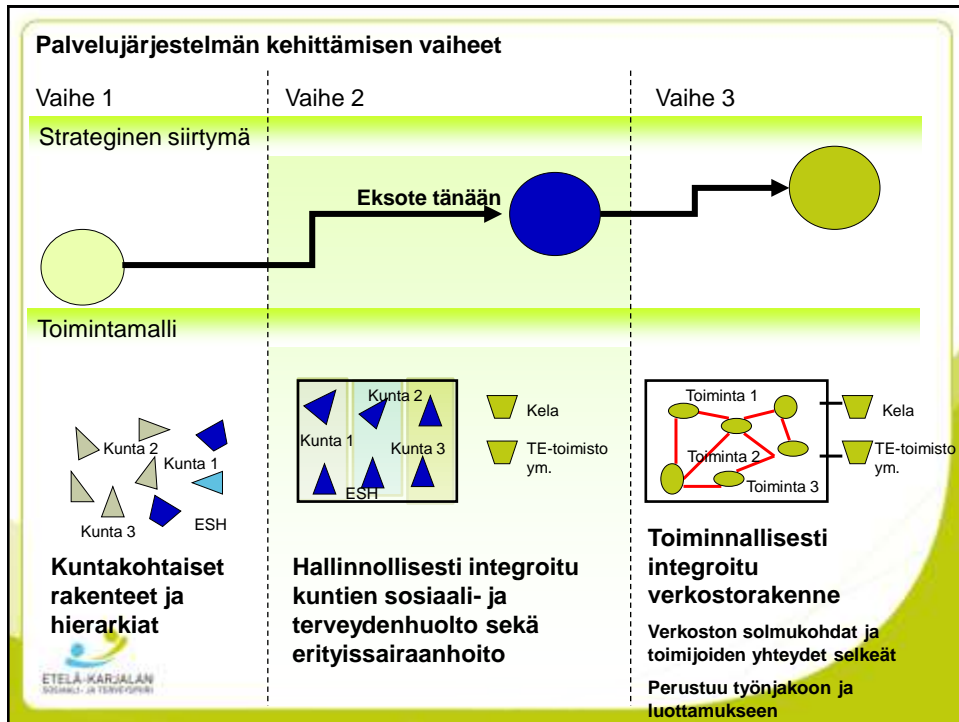 Palvelujärjestelmän kehittämisen vaiheet
Vaihe 1
Vaihe 2
Vaihe 3
Strateginen siirtymä
Eksote tänään
Toimintamalli
Kunta 2
Kunta 1
Kunta 3
ESH
Kunta 2
Kunta 1
Kunta 3
ESH
Kela
TE-toimisto
ym.
Toiminta 1
Toiminta 2
Toiminta 3
Kela
TE-toimisto
ym.
Kuntakohtaiset
rakenteet ja
hierarkiat
Hallinnollisesti integroitu
kuntien sosiaali- ja
terveydenhuolto sekä
erityissairaanhoito
Toiminnallisesti
integroitu
verkostorakenne
Verkoston solmukohdat ja
toimijoiden yhteydet selkeät
Perustuu työnjakoon ja
luottamukseen
ETELÄ-KARJALAN
SOSIAALI- JA TERVEYSPIIRI